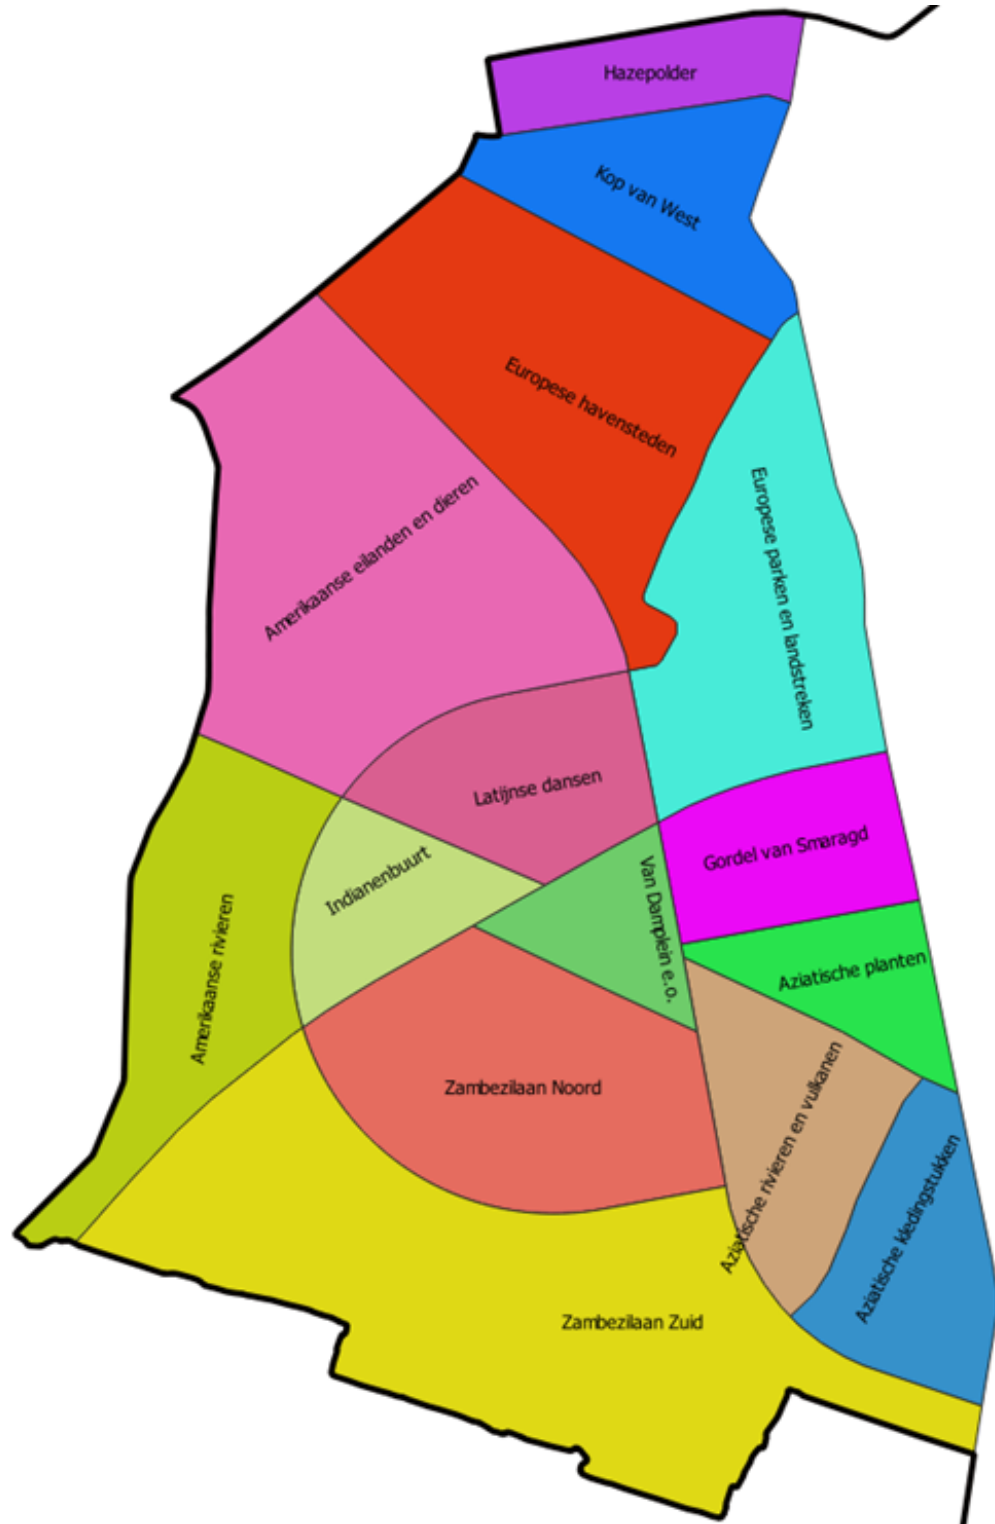 Hazepolder
Kop van West
Europese havensteden
Europese parken en landstreken
Amerikaanse eilanden en dieren
Latijnse dansen
Gordel van Smaragd
Indianenbuurt
Van Damplein e.o.
Amerikaanse rivieren
Aziatische planten
Zambezilaan Noord
Aziatische rivieren en vulkanen
Aziatische kledingstukken
Zambezilaan Zuid